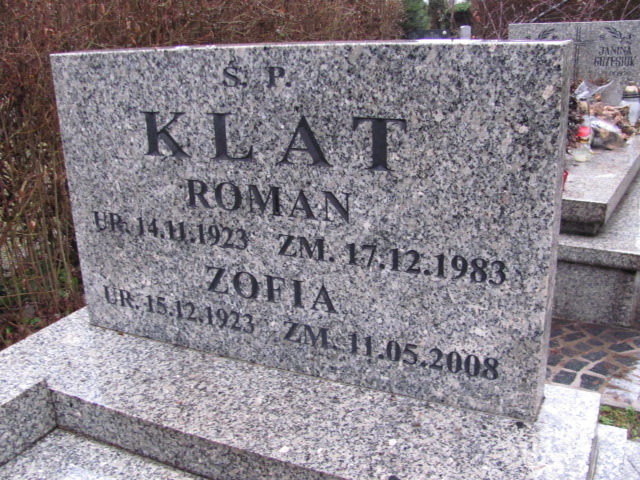 Ś. P.
KLAT
ROMAN
UR. 14.11.1923 ZM. 17.12.1983
ZOFIA
UR. 15.12.1923 ZM. 11.05.2008
JANINA